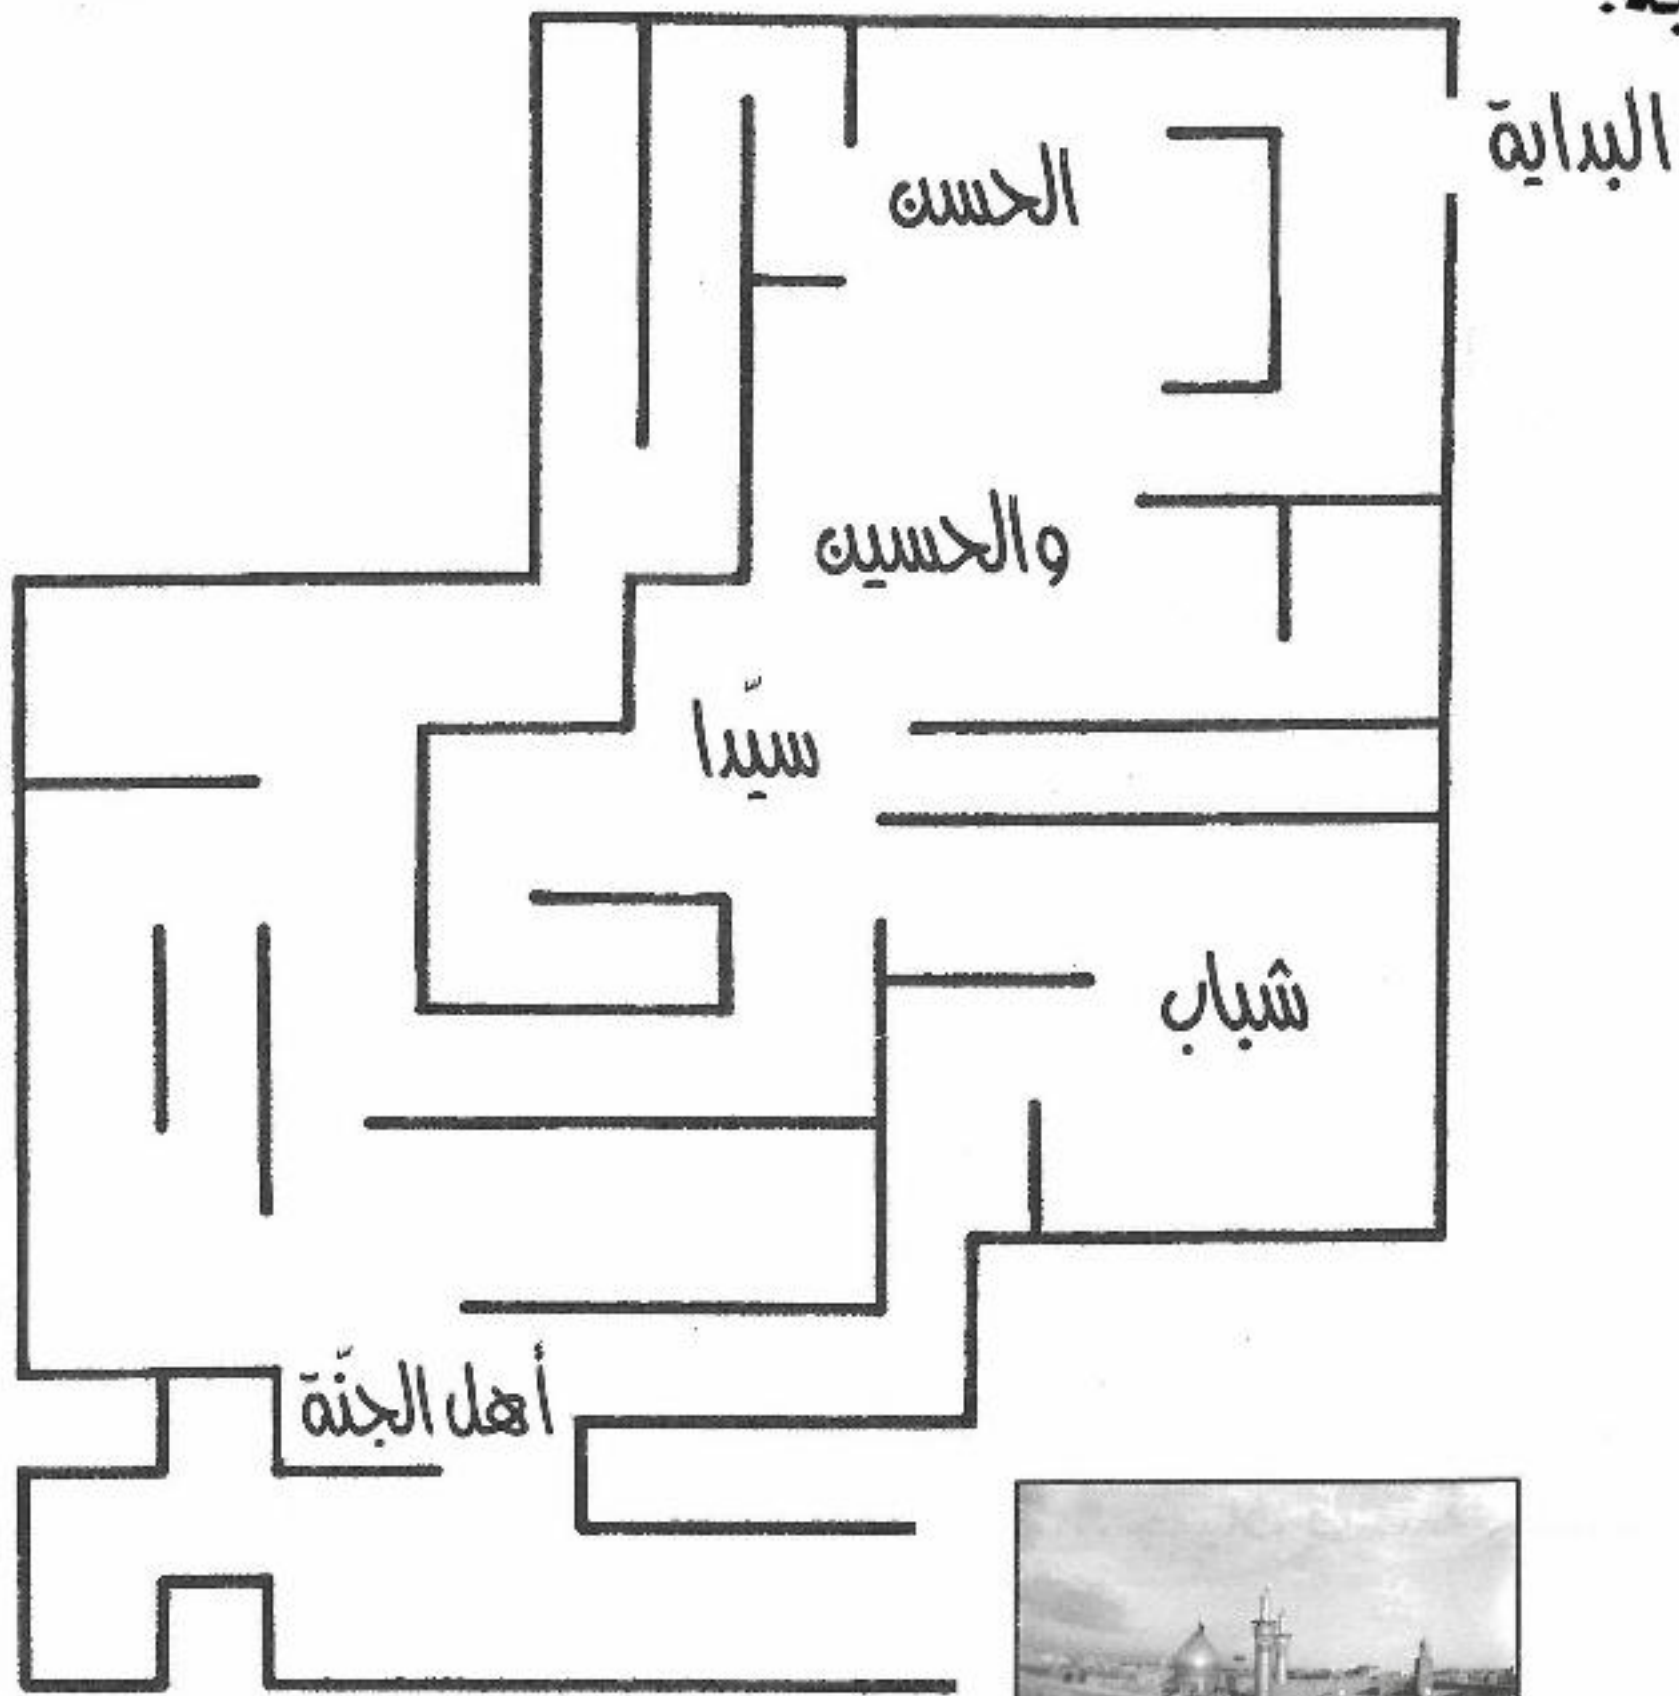 البداية
الحسن
والحسين
سيّدا
شباب
أهل الجنّة